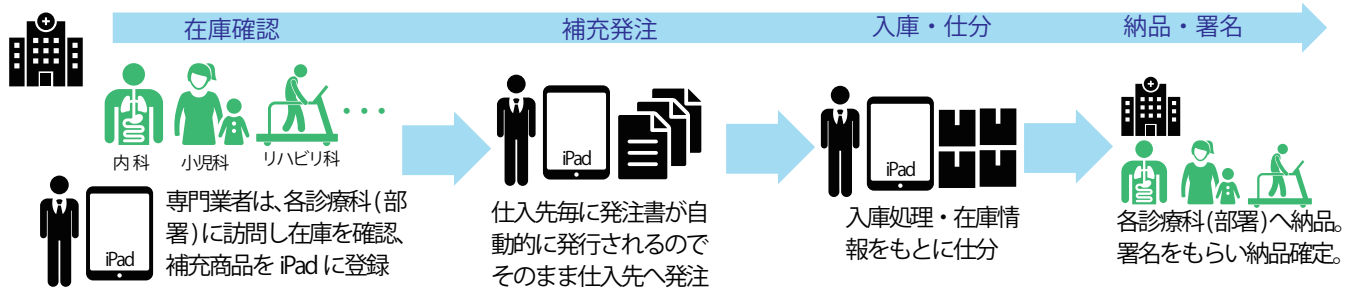 在庫確認
補充発注
入庫・仕分
納品・署名
内科
小児科
リハビリ科
・・・
iPad
専門業者は、各診療科(部
署)に訪問し在庫を確認、
補充商品を iPad に登録
iPad
仕入先毎に発注書が自
動的に発行されるので
そのまま仕入先へ発注
iPad
入庫処理・在庫情
報をもとに仕分
各診療科(部署)へ納品。
署名をもらい納品確定。